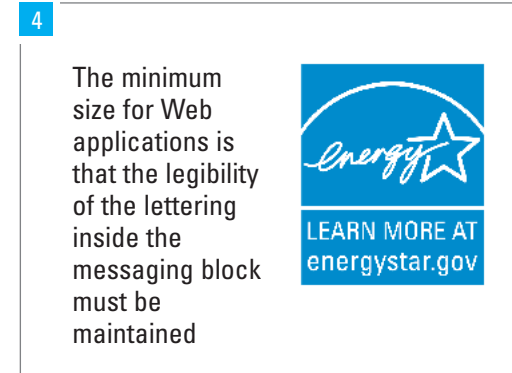 4
The minimum
size for Web
applications is
that the legibility
of the lettering
inside the
messaging block
must be
maintained
energy
LEARN MORE AT
energystar.gov